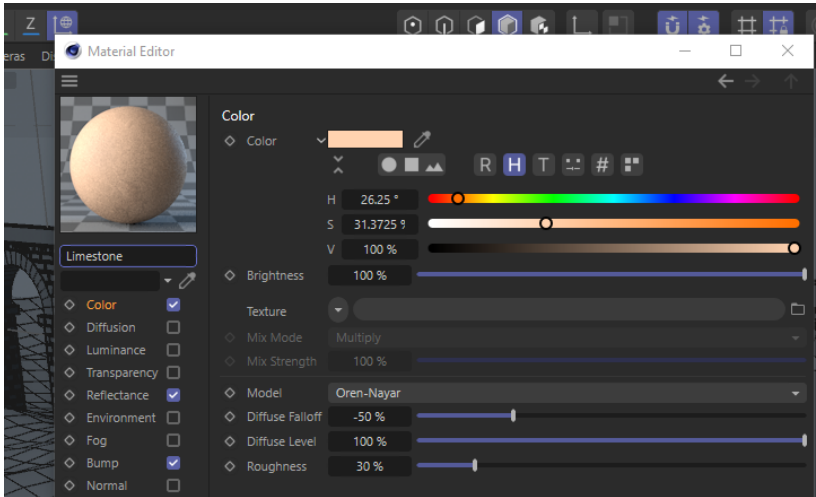 Z
eras Di
Material Editor
Color
Color
R H T #
H 26.25 °
S 31.3725 %
V 100 %
Limestone
Brightness 100 %
Color
Texture
Diffusion
Mix Mode Multiply
Luminance
Mix Strength 100 %
Transparency
Reflectance
Model Oren-Nayar
Environment
Diffuse Falloff -50 %
Fog
Diffuse Level 100 %
Bump
Roughness 30 %
Normal